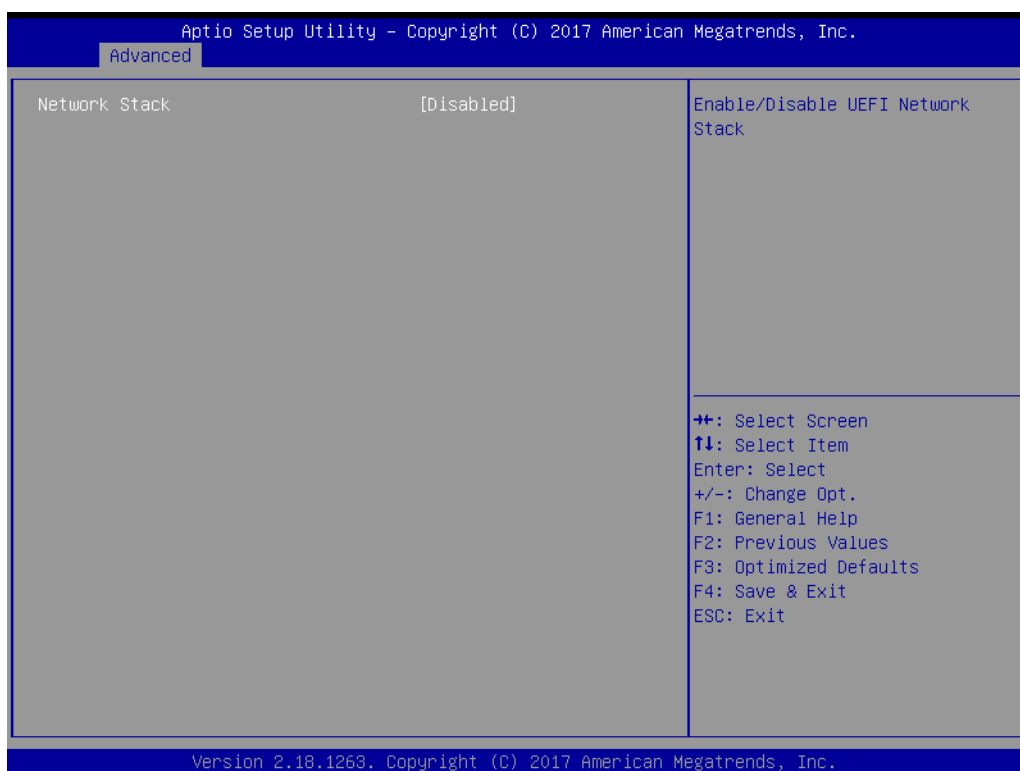 Aptio Setup Utility – Copyright (C) 2017 American Megatrends, Inc.
Advanced
Network Stack [Disabled]
Enable/Disable UEFI Network
Stack
→←: Select Screen
↑↓: Select Item
Enter: Select
+/-: Change Opt.
F1: General Help
F2: Previous Values
F3: Optimized Defaults
F4: Save & Exit
ESC: Exit
Version 2.18.1263. Copyright (C) 2017 American Megatrends, Inc.